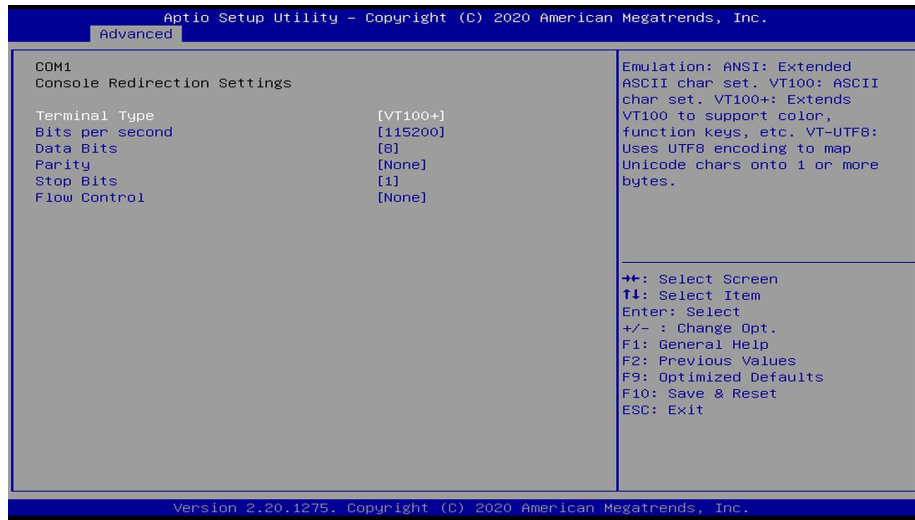 Aptio Setup Utility – Copyright (C) 2020 American Megatrends, Inc.
Advanced
COM1
Console Redirection Settings
Terminal Type [VT100+]
Bits per second [115200]
Data Bits [8]
Parity [None]
Stop Bits [1]
Flow Control [None]
Emulation: ANSI: Extended
ASCII char set. VT100: ASCII
char set. VT100+: Extends
VT100 to support color,
function keys, etc. VT-UTF8:
Uses UTF8 encoding to map
Unicode chars onto 1 or more
bytes.
→←: Select Screen
↑↓: Select Item
Enter: Select
+/- : Change Opt.
F1: General Help
F2: Previous Values
F9: Optimized Defaults
F10: Save & Reset
ESC: Exit
Version 2.20.1275. Copyright (C) 2020 American Megatrends, Inc.